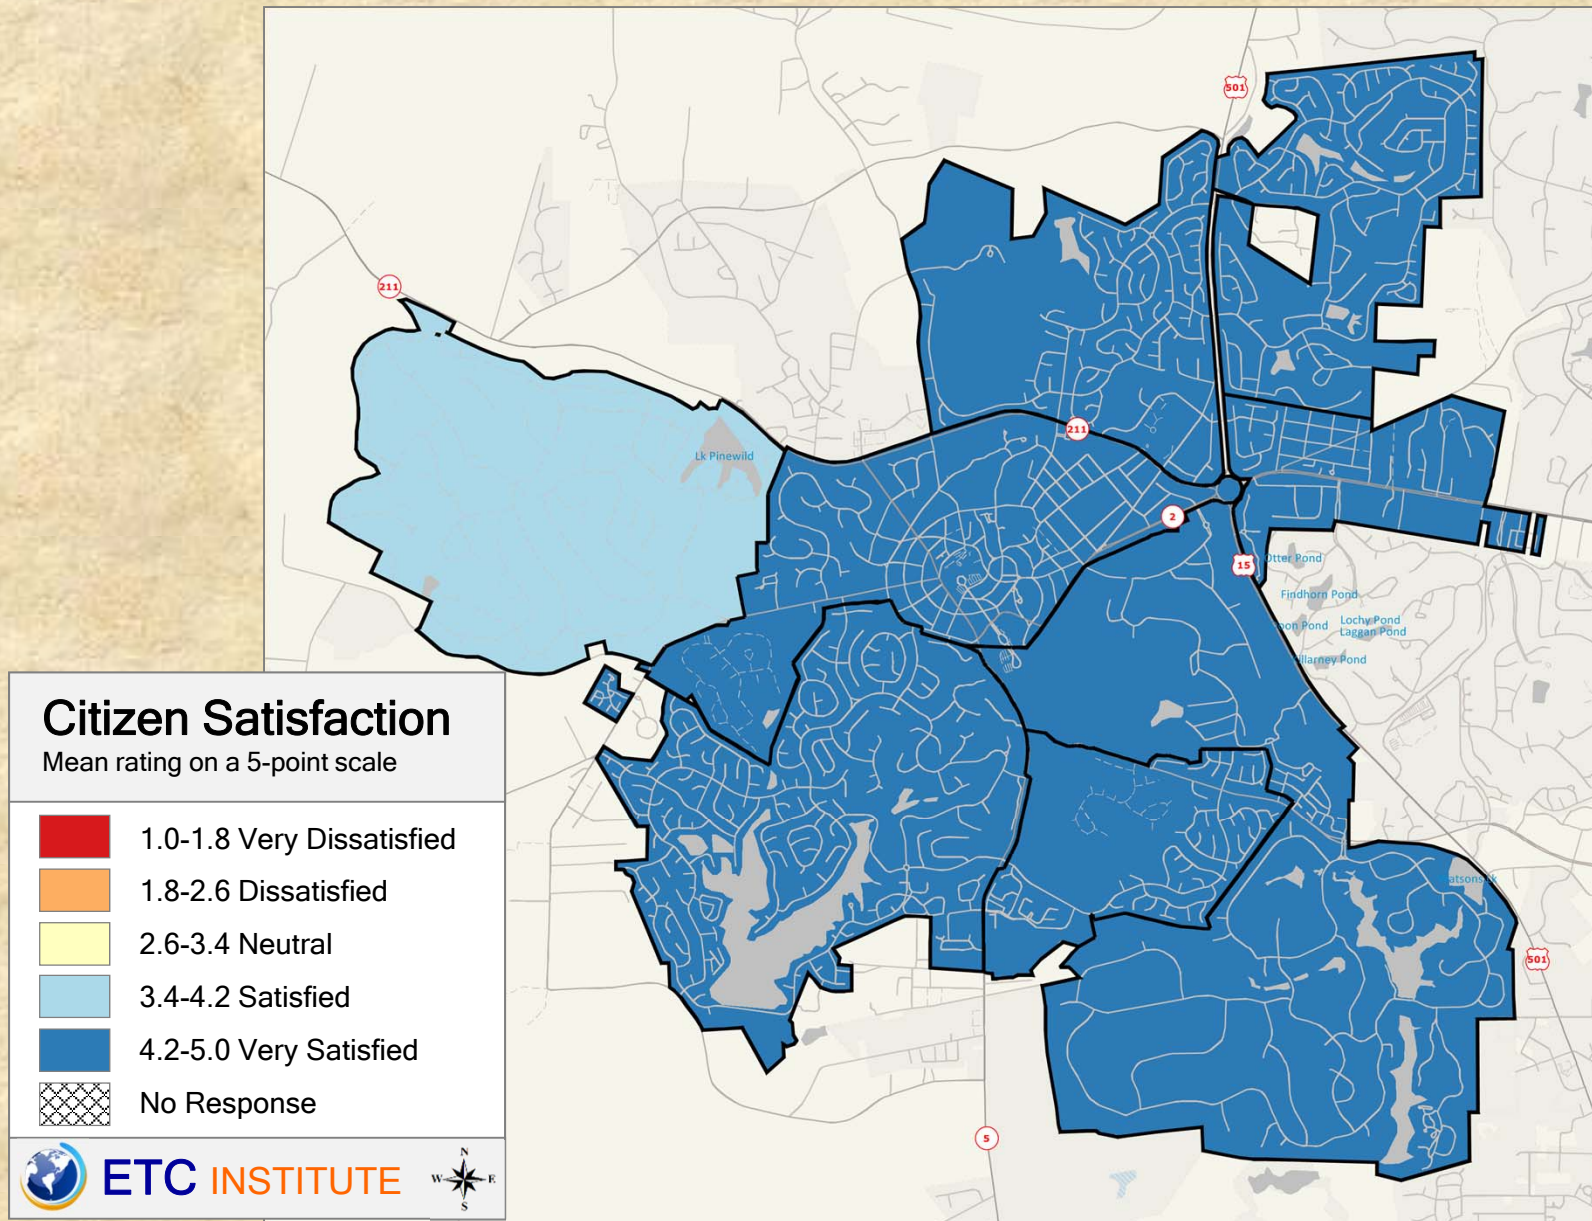 501
211
211
Lk Pinewild
2
15
Otter Pond
Findhorn Pond
Lochy Pond
Laggan Pond
501
5
Citizen Satisfaction
Mean rating on a 5-point scale
1.0-1.8 Very Dissatisfied
1.8-2.6 Dissatisfied
2.6-3.4 Neutral
3.4-4.2 Satisfied
4.2-5.0 Very Satisfied
No Response
ETC INSTITUTE
N
W E
S